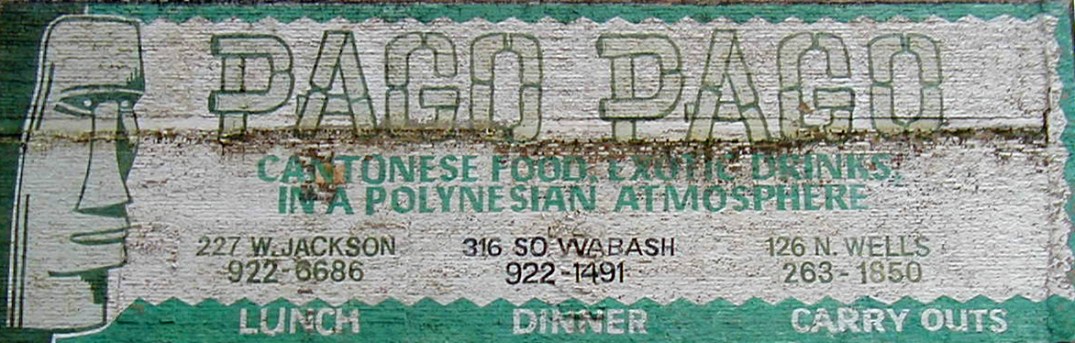 PAGO PAGO
CANTONESE FOOD, EXOTIC DRINKS,
IN A POLYNESIAN ATMOSPHERE
227 W. JACKSON 316 SO WABASH 126 N. WELLS
922-6686 922-1491 263-1850
LUNCH DINNER CARRY OUTS